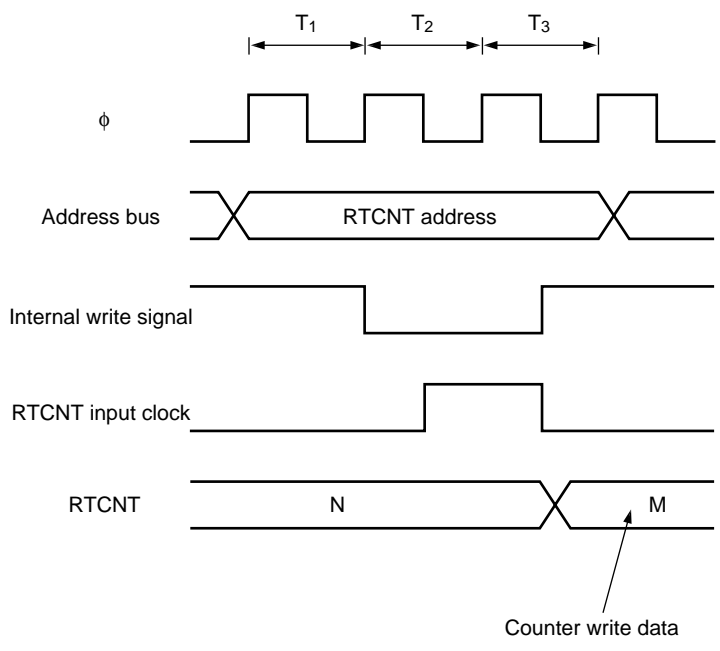 T1 T2 T3
ϕ
Address bus RTCNT address
Internal write signal
RTCNT input clock
RTCNT N M
Counter write data